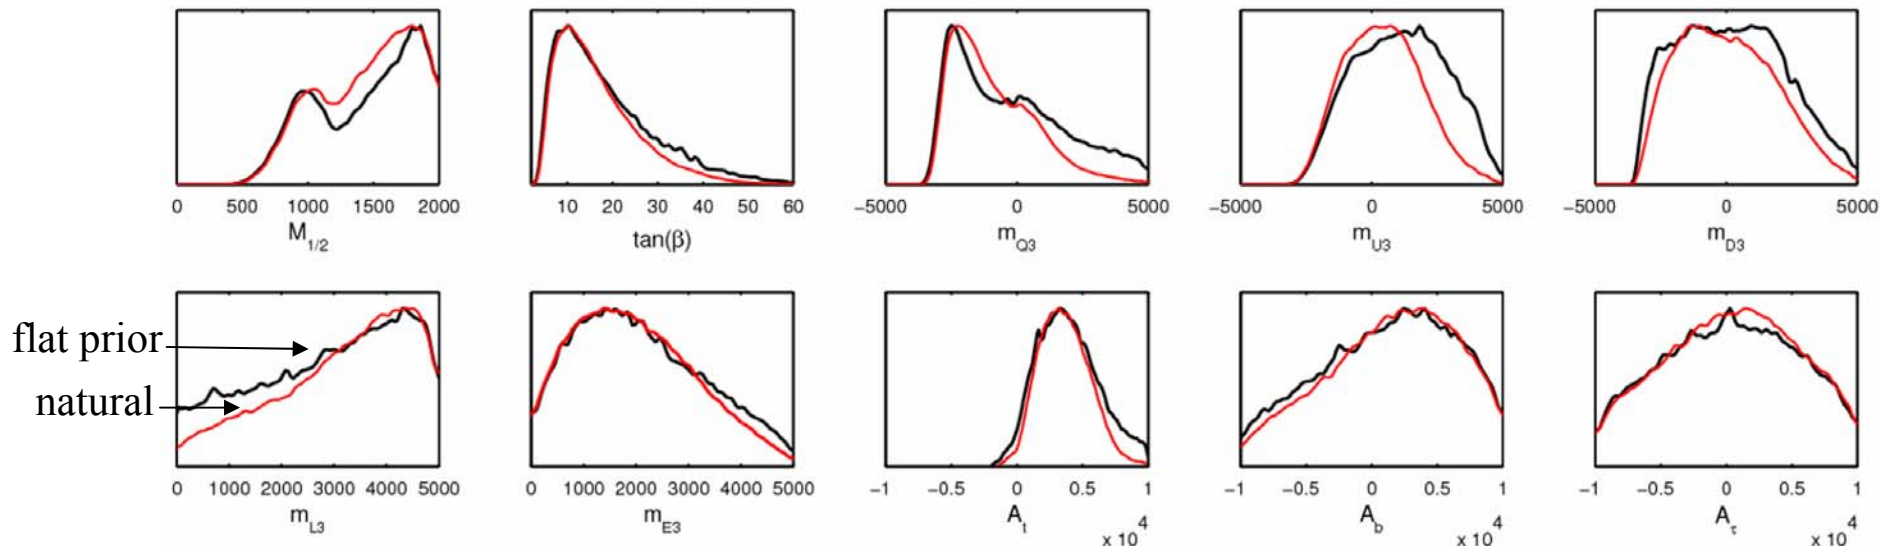 0 500 1000 1500 2000
M1/2
10 20 30 40 50 60
tan(β)
−5000 0 5000
mQ3
−5000 0 5000
mU3
−5000 0 5000
mD3
flat prior
natural
0 1000 2000 3000 4000 5000
mL3
0 1000 2000 3000 4000 5000
mE3
−1 −0.5 0 0.5 1
At
x 10^4
−1 −0.5 0 0.5 1
Ab
x 10^4
−1 −0.5 0 0.5 1
Aτ
x 10^4